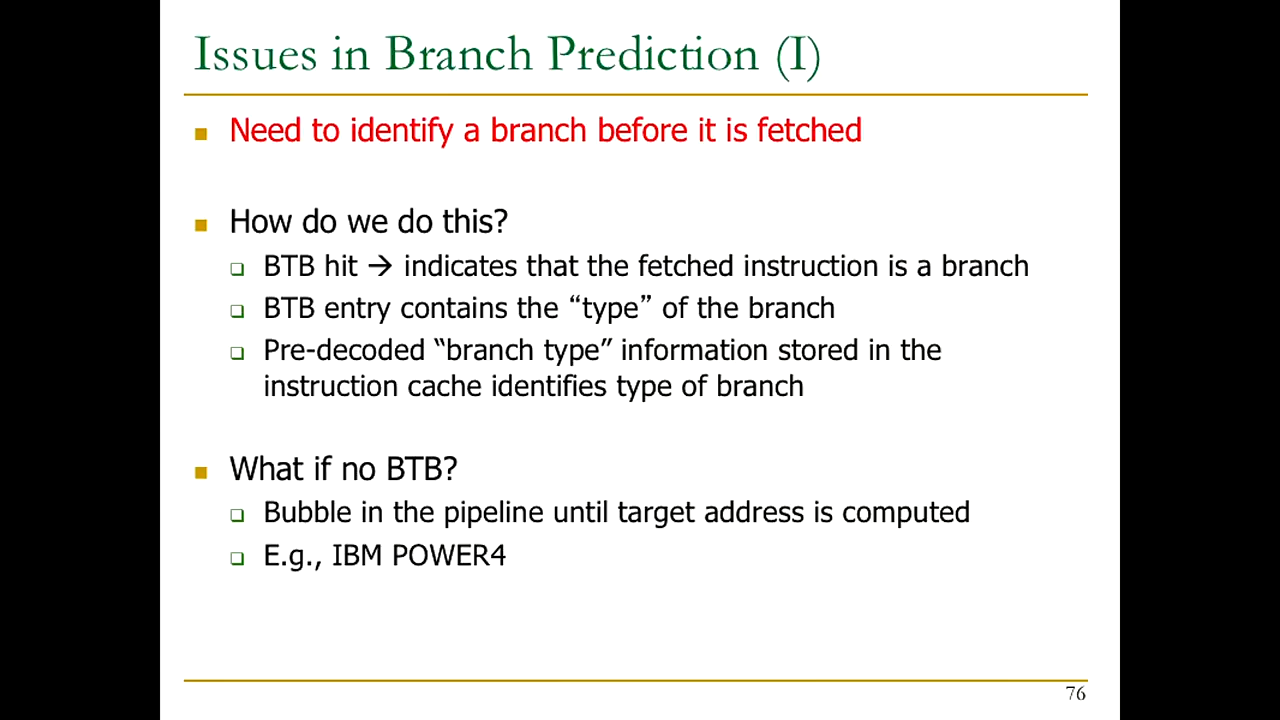 Issues in Branch Prediction (I)
Need to identify a branch before it is fetched
How do we do this?
BTB hit → indicates that the fetched instruction is a branch
BTB entry contains the “type” of the branch
Pre-decoded “branch type” information stored in the
instruction cache identifies type of branch
What if no BTB?
Bubble in the pipeline until target address is computed
E.g., IBM POWER4
76